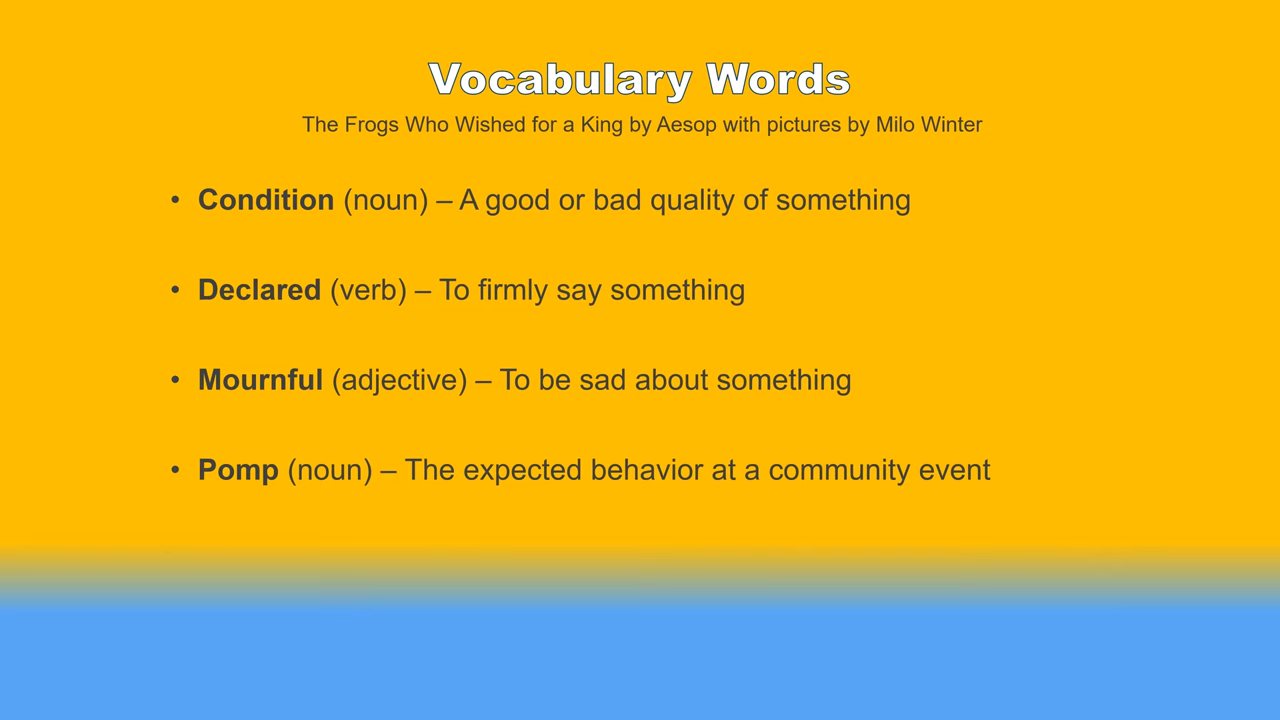 Vocabulary Words
The Frogs Who Wished for a King by Aesop with pictures by Milo Winter
• Condition (noun) – A good or bad quality of something
• Declared (verb) – To firmly say something
• Mournful (adjective) – To be sad about something
• Pomp (noun) – The expected behavior at a community event